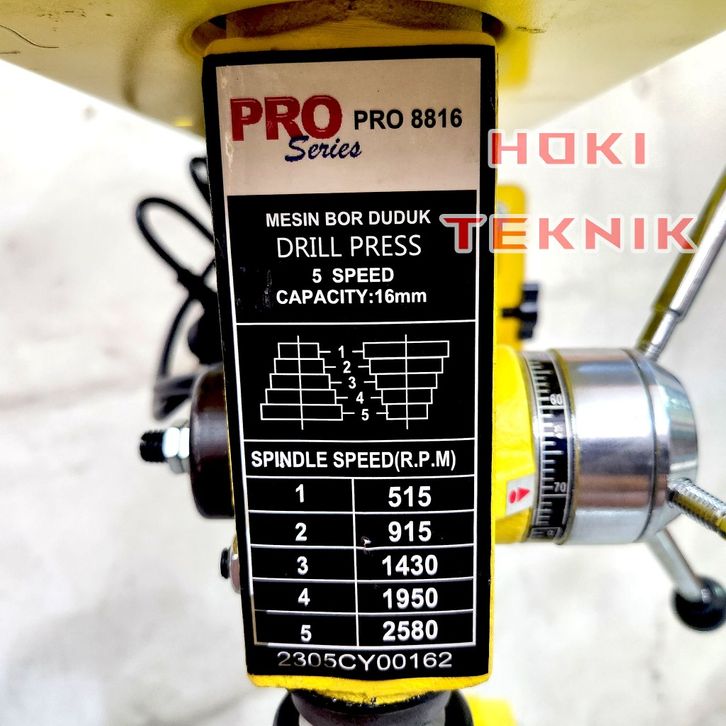 PRO Series PRO 8816
HOKI
TEKNIK
MESIN BOR DUDUK
DRILL PRESS
5 SPEED
CAPACITY:16mm
1
2
3
4
5
SPINDLE SPEED(R.P.M)
1 515
2 915
3 1430
4 1950
5 2580
2305CY00162
60
70